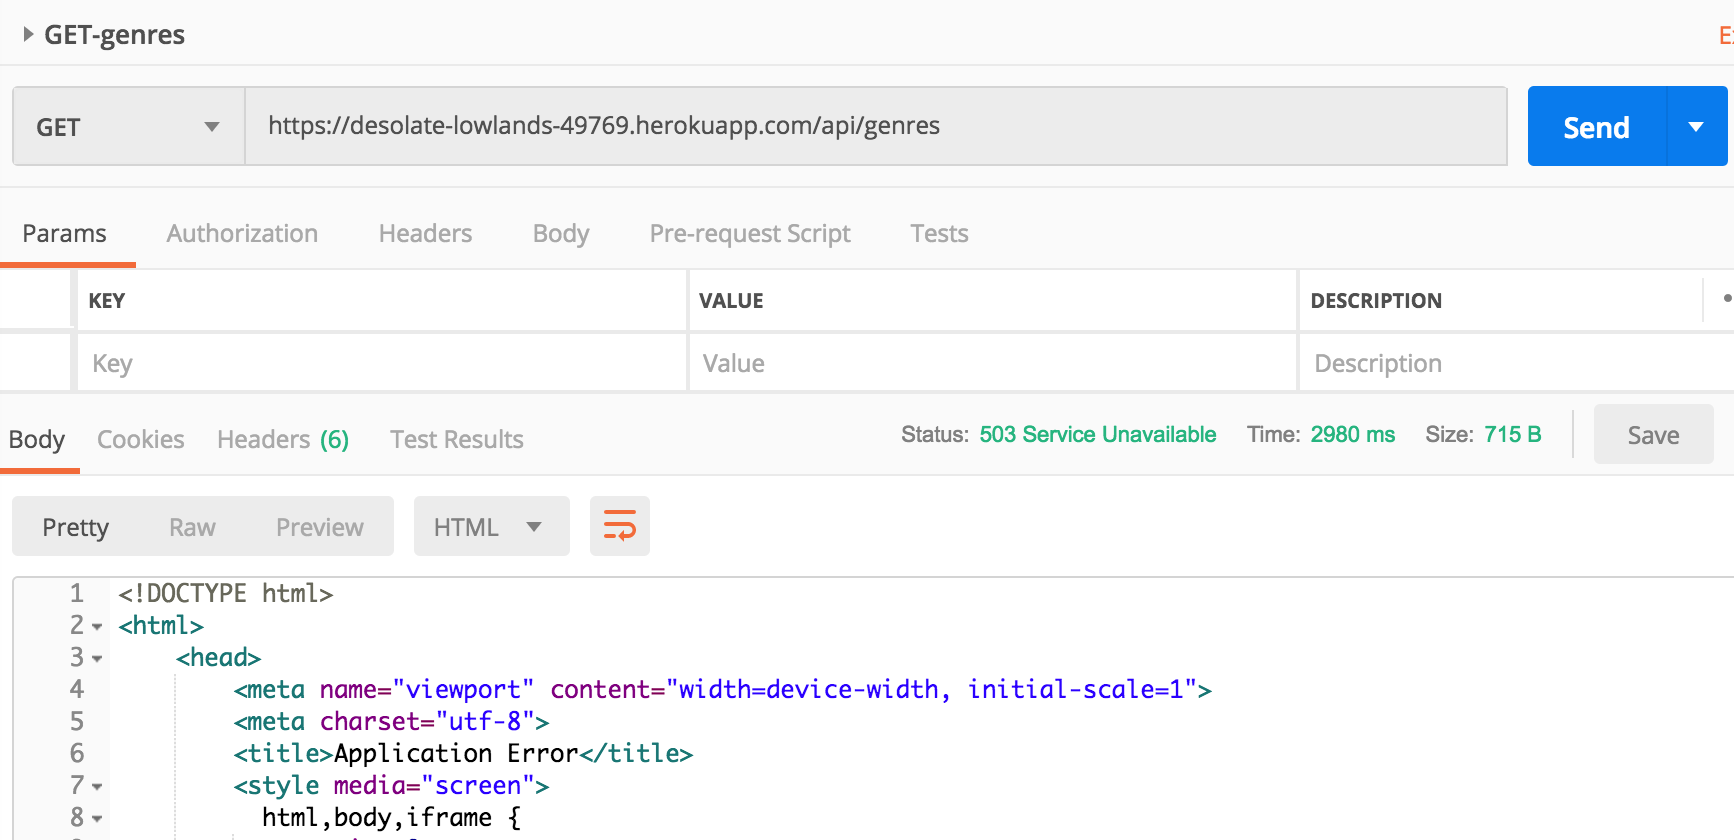 GET-genres
GET https://desolate-lowlands-49769.herokuapp.com/api/genres Send
Params Authorization Headers Body Pre-request Script Tests
KEY VALUE DESCRIPTION
Key Value Description
Body Cookies Headers (6) Test Results Status: 503 Service Unavailable Time: 2980 ms Size: 715 B Save
Pretty Raw Preview HTML
1 <!DOCTYPE html>
2 <html>
3 <head>
4 <meta name="viewport" content="width=device-width, initial-scale=1">
5 <meta charset="utf-8">
6 <title>Application Error</title>
7 <style media="screen">
8 html,body,iframe {